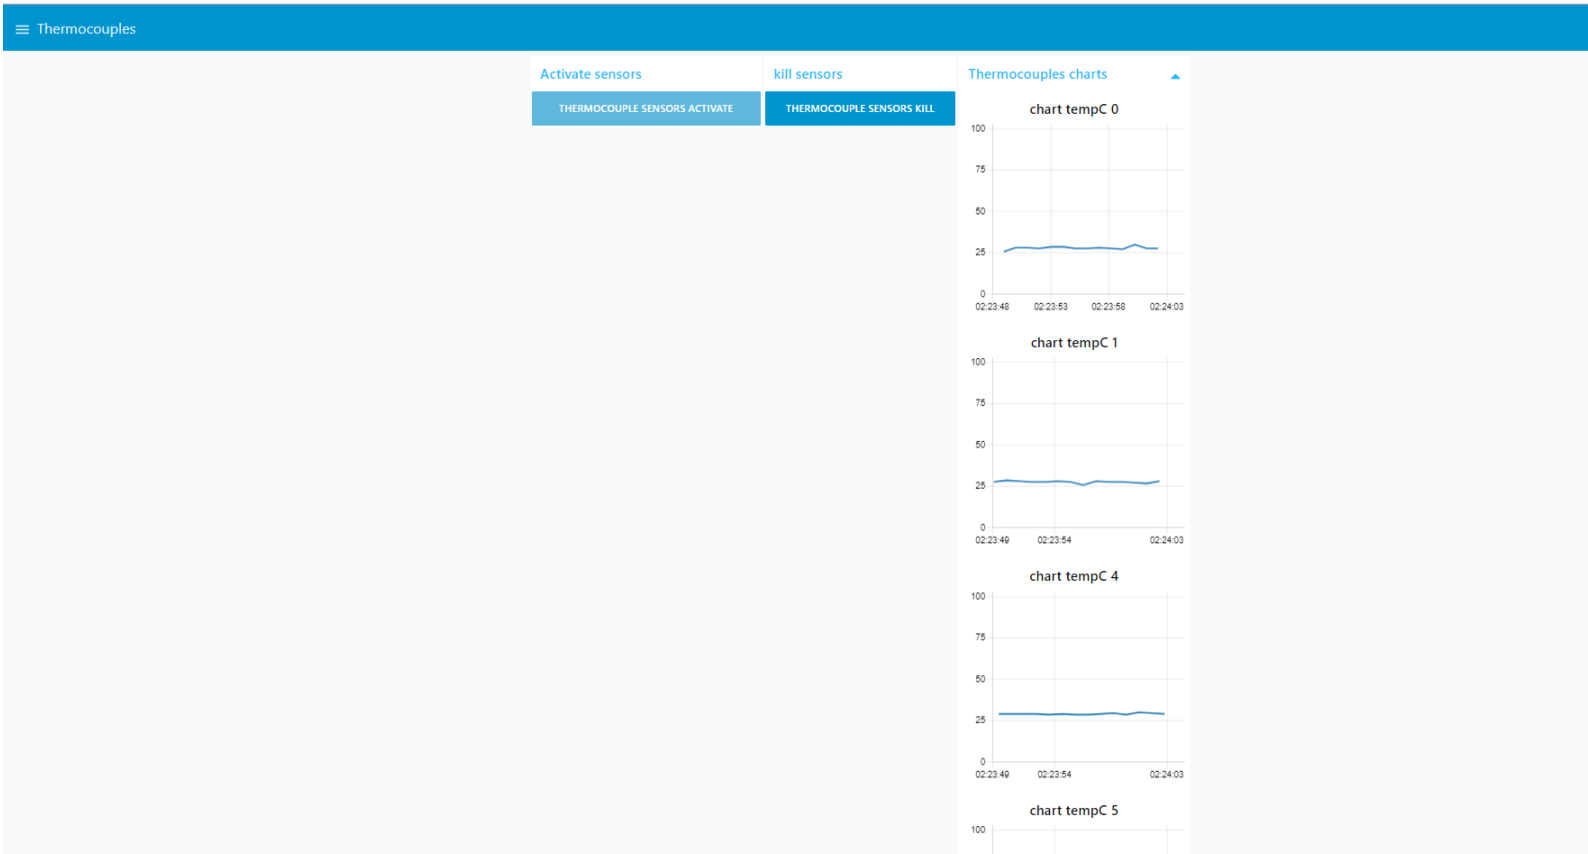 Thermocouples
Activate sensors
THERMOCOUPLE SENSORS ACTIVATE
kill sensors
THERMOCOUPLE SENSORS KILL
Thermocouples charts
chart tempC 0
100
75
50
25
0
02:23:48 02:23:53 02:23:58 02:24:03
chart tempC 1
100
75
50
25
0
02:23:49 02:23:54 02:24:03
chart tempC 4
100
75
50
25
0
02:23:49 02:23:54 02:24:03
chart tempC 5
100